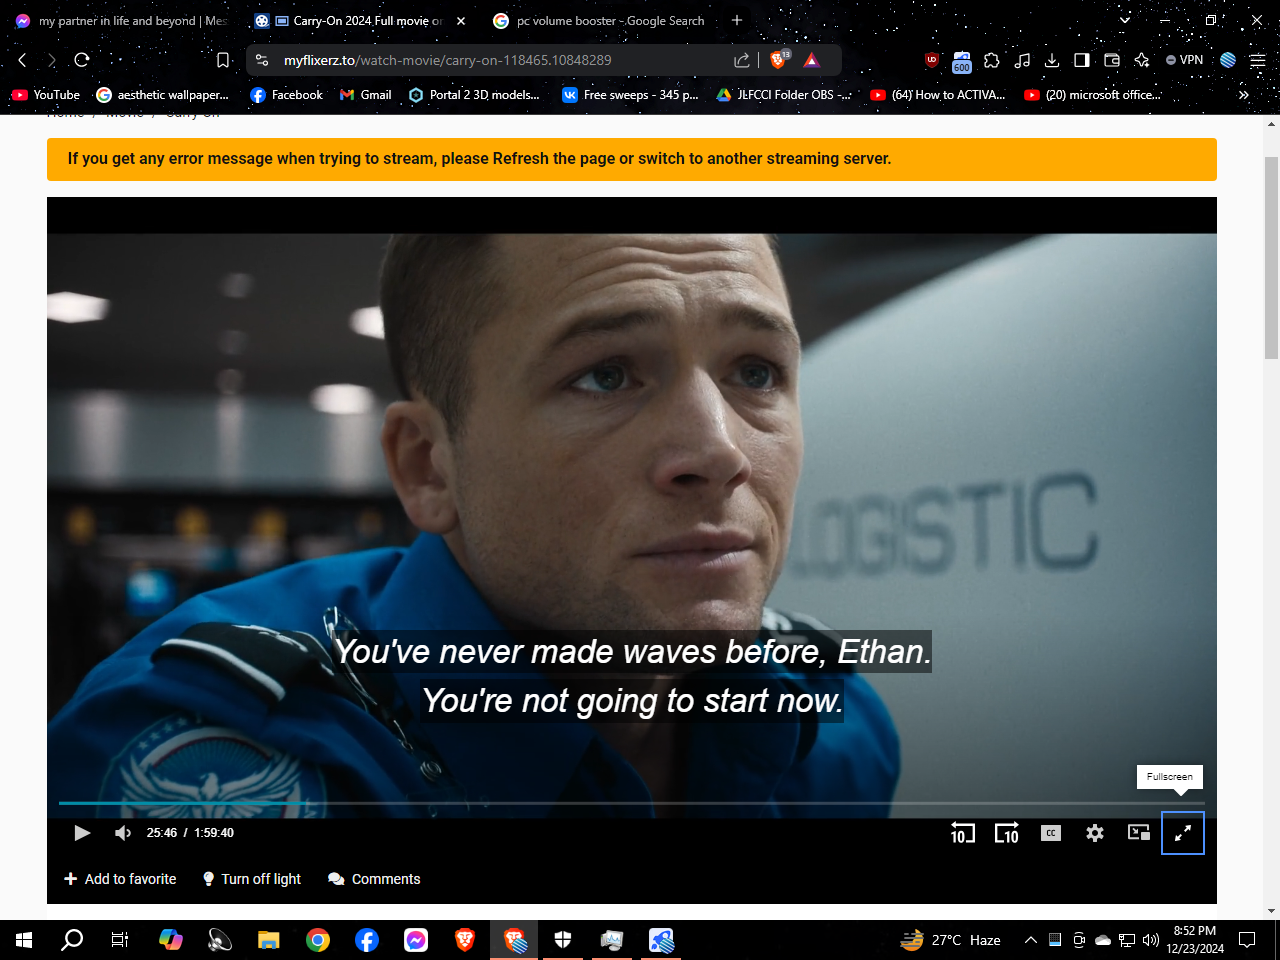 my partner in life and beyond | Mes
Carry-On 2024 Full movie or
pc volume booster - Google Search
myflixerz.to/watch-movie/carry-on-118465.10848289
13
600
VPN
YouTube
aesthetic wallpaper...
Facebook
Gmail
Portal 2 3D models...
Free sweeps - 345 p...
JLFCCI Folder OBS -...
(64) How to ACTIVA...
(20) microsoft office...
Home / Movie / Carry-On
If you get any error message when trying to stream, please Refresh the page or switch to another streaming server.
LOGISTIC
You've never made waves before, Ethan.
You're not going to start now.
Fullscreen
25:46 / 1:59:40
10
10
CC
Add to favorite
Turn off light
Comments
27°C Haze
8:52 PM
12/23/2024